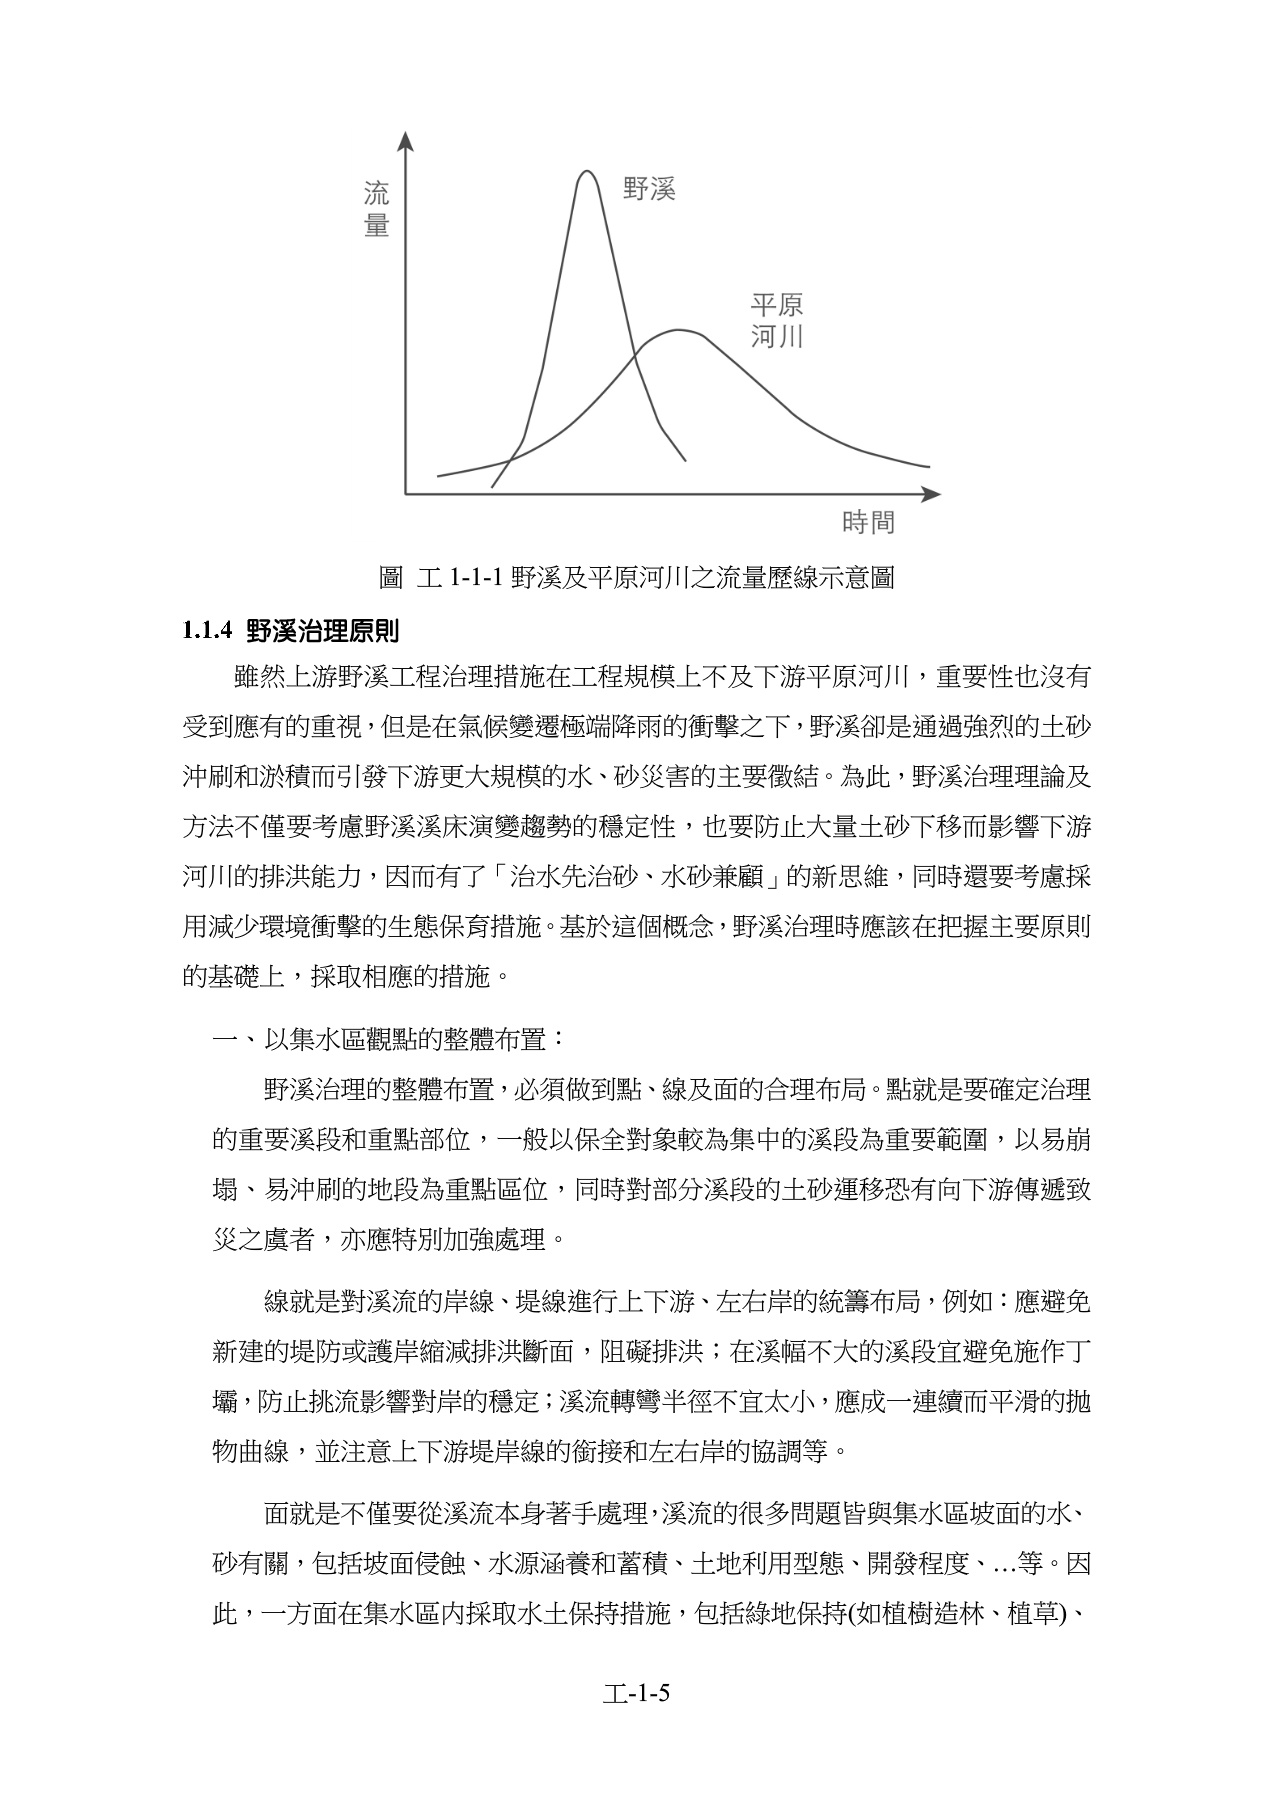 流
量
野溪
平原
河川
時間
圖 工 1-1-1 野溪及平原河川之流量歷線示意圖
1.1.4 野溪治理原則
雖然上游野溪工程治理措施在工程規模上不及下游平原河川，重要性也沒有
受到應有的重視，但是在氣候變遷極端降雨的衝擊之下，野溪卻是通過強烈的土砂
沖刷和淤積而引發下游更大規模的水、砂災害的主要徵結。為此，野溪治理理論及
方法不僅要考慮野溪溪床演變趨勢的穩定性，也要防止大量土砂下移而影響下游
河川的排洪能力，因而有了「治水先治砂、水砂兼顧」的新思維，同時還要考慮採
用減少環境衝擊的生態保育措施。基於這個概念，野溪治理時應該在把握主要原則
的基礎上，採取相應的措施。
一、以集水區觀點的整體布置：
野溪治理的整體布置，必須做到點、線及面的合理布局。點就是要確定治理
的重要溪段和重點部位，一般以保全對象較為集中的溪段為重要範圍，以易崩
塌、易沖刷的地段為重點區位，同時對部分溪段的土砂運移恐有向下游傳遞致
災之虞者，亦應特別加強處理。
線就是對溪流的岸線、堤線進行上下游、左右岸的統籌布局，例如：應避免
新建的堤防或護岸縮減排洪斷面，阻礙排洪；在溪幅不大的溪段宜避免施作丁
壩，防止挑流影響對岸的穩定；溪流轉彎半徑不宜太小，應成一連續而平滑的拋
物曲線，並注意上下游堤岸線的銜接和左右岸的協調等。
面就是不僅要從溪流本身著手處理，溪流的很多問題皆與集水區坡面的水、
砂有關，包括坡面侵蝕、水源涵養和蓄積、土地利用型態、開發程度、…等。因
此，一方面在集水區內採取水土保持措施，包括綠地保持(如植樹造林、植草)、
工-1-5